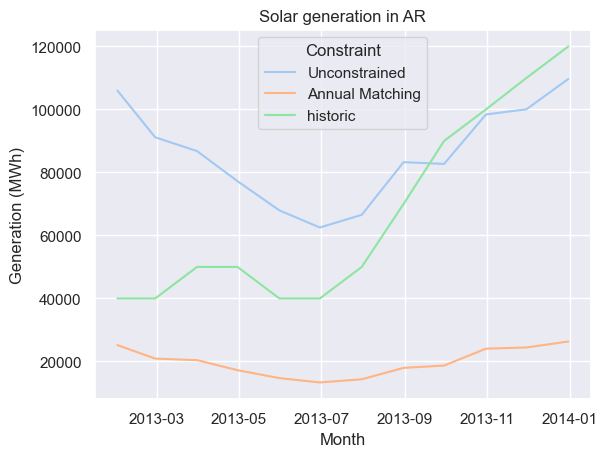 Solar generation in AR
Constraint
Unconstrained
Annual Matching
historic
Generation (MWh)
120000
100000
80000
60000
40000
20000
2013-03 2013-05 2013-07 2013-09 2013-11 2014-01
Month